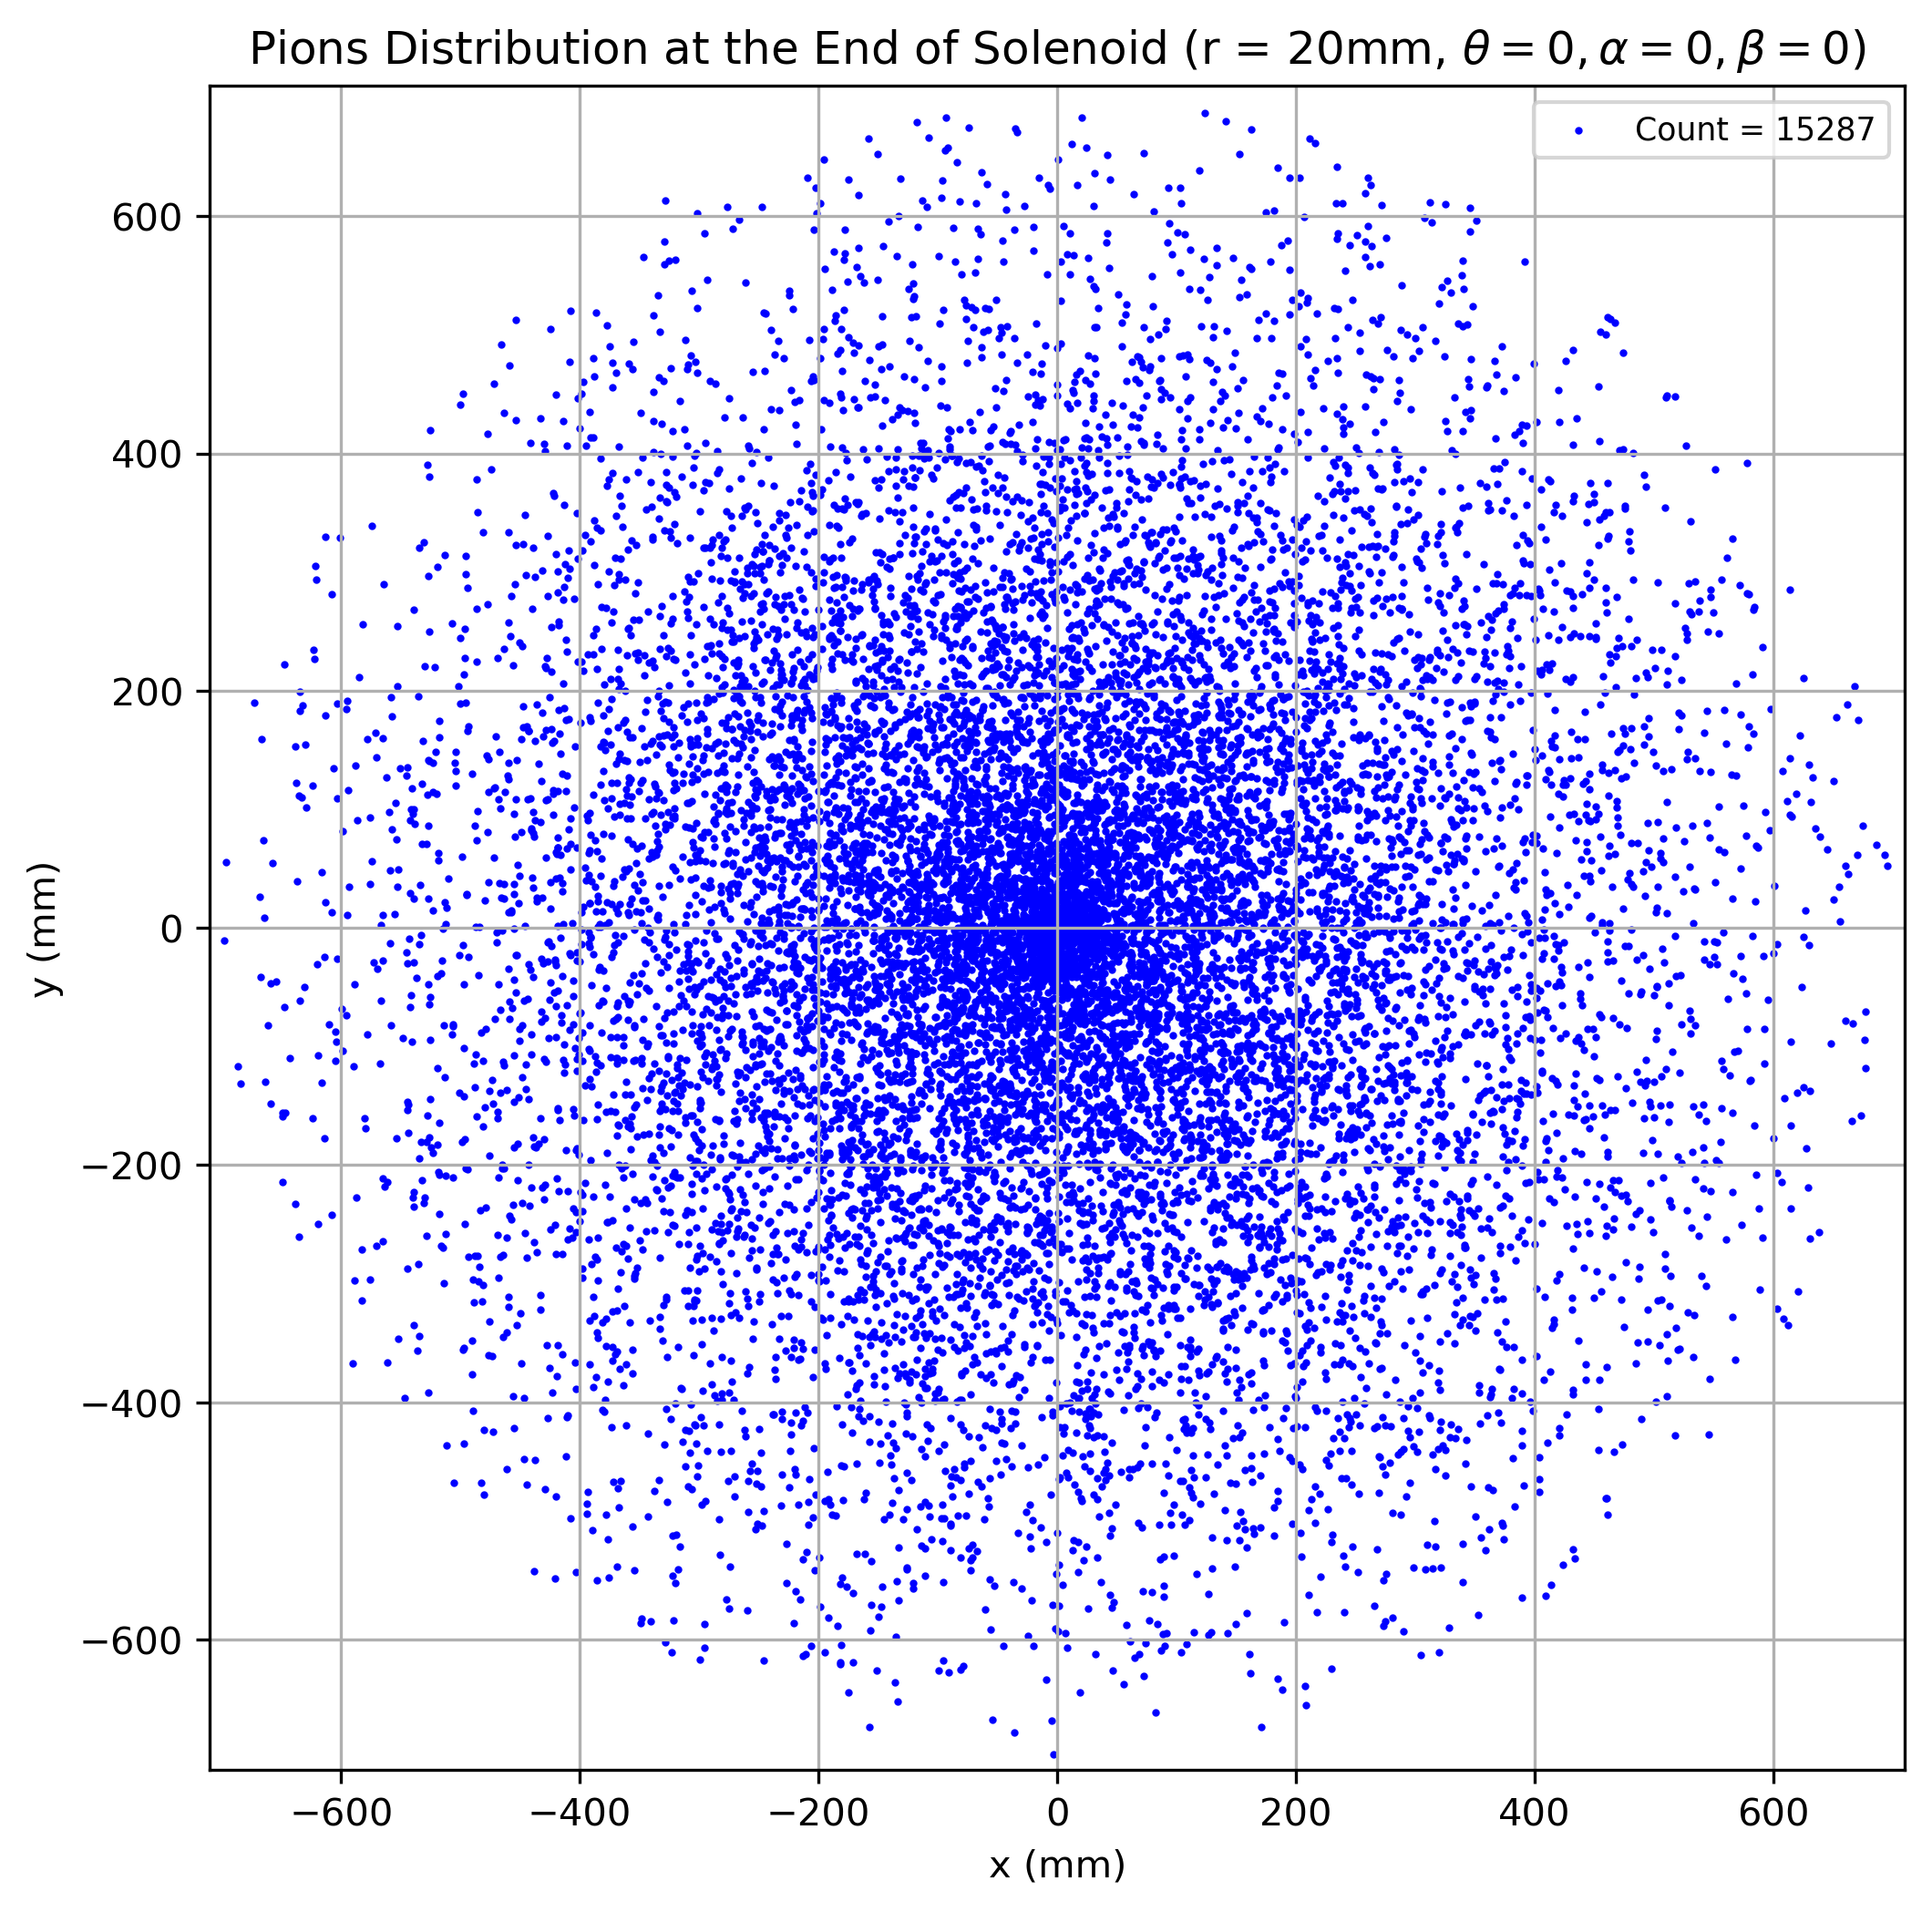 Pions Distribution at the End of Solenoid (r = 20mm, θ = 0, α = 0, β = 0)
Count = 15287
y (mm)
600
400
200
0
−200
−400
−600
−600 −400 −200 0 200 400 600
x (mm)